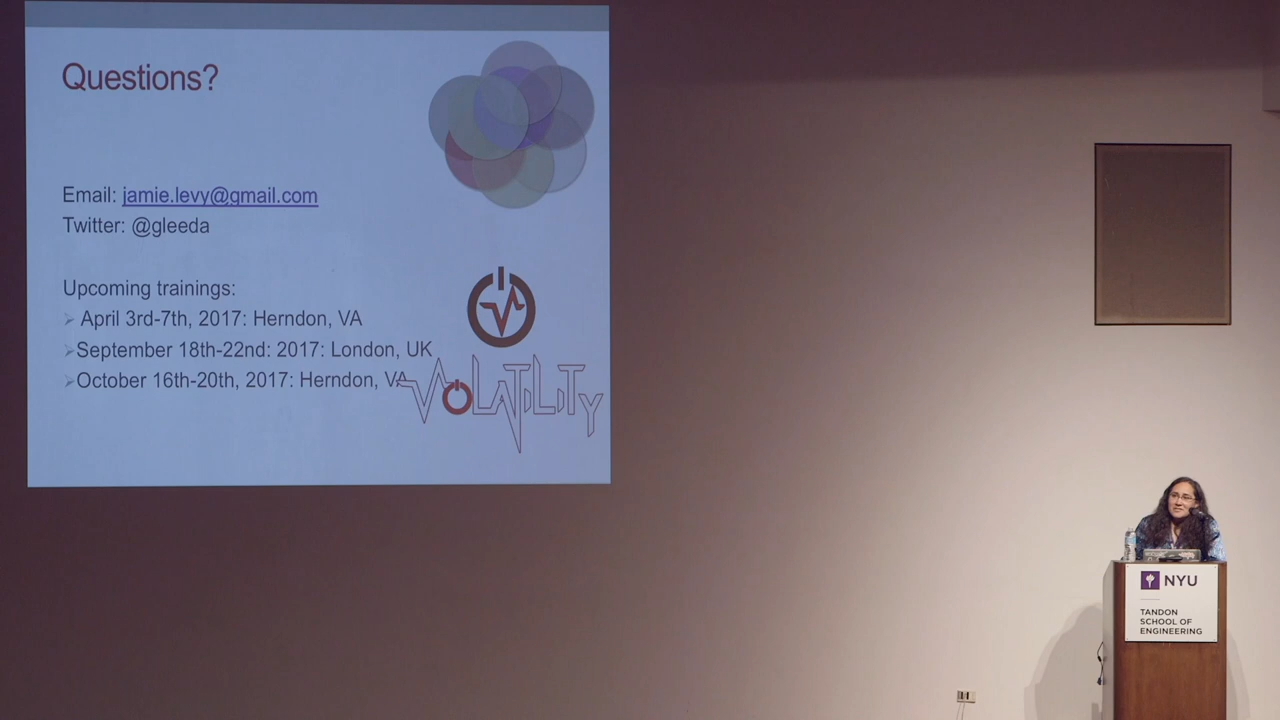 Questions?
Email: jamie.levy@gmail.com
Twitter: @gleeda
Upcoming trainings:
April 3rd-7th, 2017: Herndon, VA
September 18th-22nd: 2017: London, UK
October 16th-20th, 2017: Herndon, VA
VOLATILITY
NYU
TANDON
SCHOOL OF
ENGINEERING